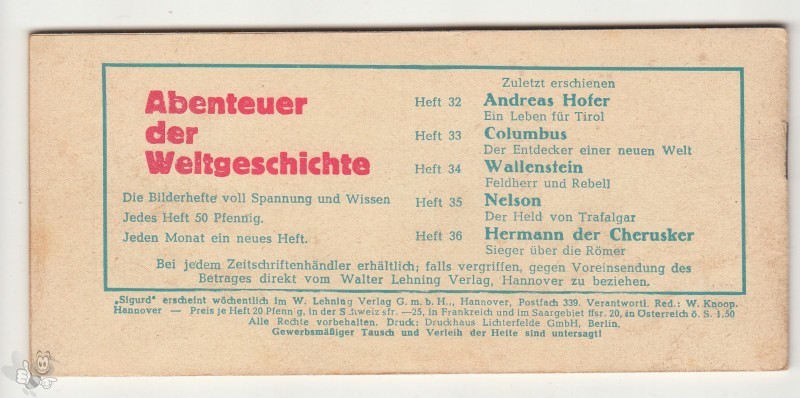 Abenteuer
der
Weltgeschichte
Die Bilderhefte voll Spannung und Wissen
Jedes Heft 50 Pfennig.
Jeden Monat ein neues Heft.
Zuletzt erschienen
Heft 32 Andreas Hofer
Ein Leben für Tirol
Heft 33 Columbus
Der Entdecker einer neuen Welt
Heft 34 Wallenstein
Feldherr und Rebell
Heft 35 Nelson
Der Held von Trafalgar
Heft 36 Hermann der Cherusker
Sieger über die Römer
Bei jedem Zeitschriftenhändler erhältlich; falls vergriffen, gegen Voreinsendung des
Betrages direkt vom Walter Lehning Verlag, Hannover zu beziehen.
„Sigurd" erscheint wöchentlich im W. Lehning Verlag G. m. b. H., Hannover, Postfach 339. Verantwortl. Red.: W. Knoop.
Hannover — Preis je Heft 20 Pfennig, in der Schweiz sfr. —25, in Frankreich und im Saargebiet ffsr. 20, in Österreich ö. S. 1.50
Alle Rechte vorbehalten. Druck: Druckhaus Lichterfelde GmbH, Berlin.
Gewerbsmäßiger Tausch und Verleih der Hefte sind untersagt!